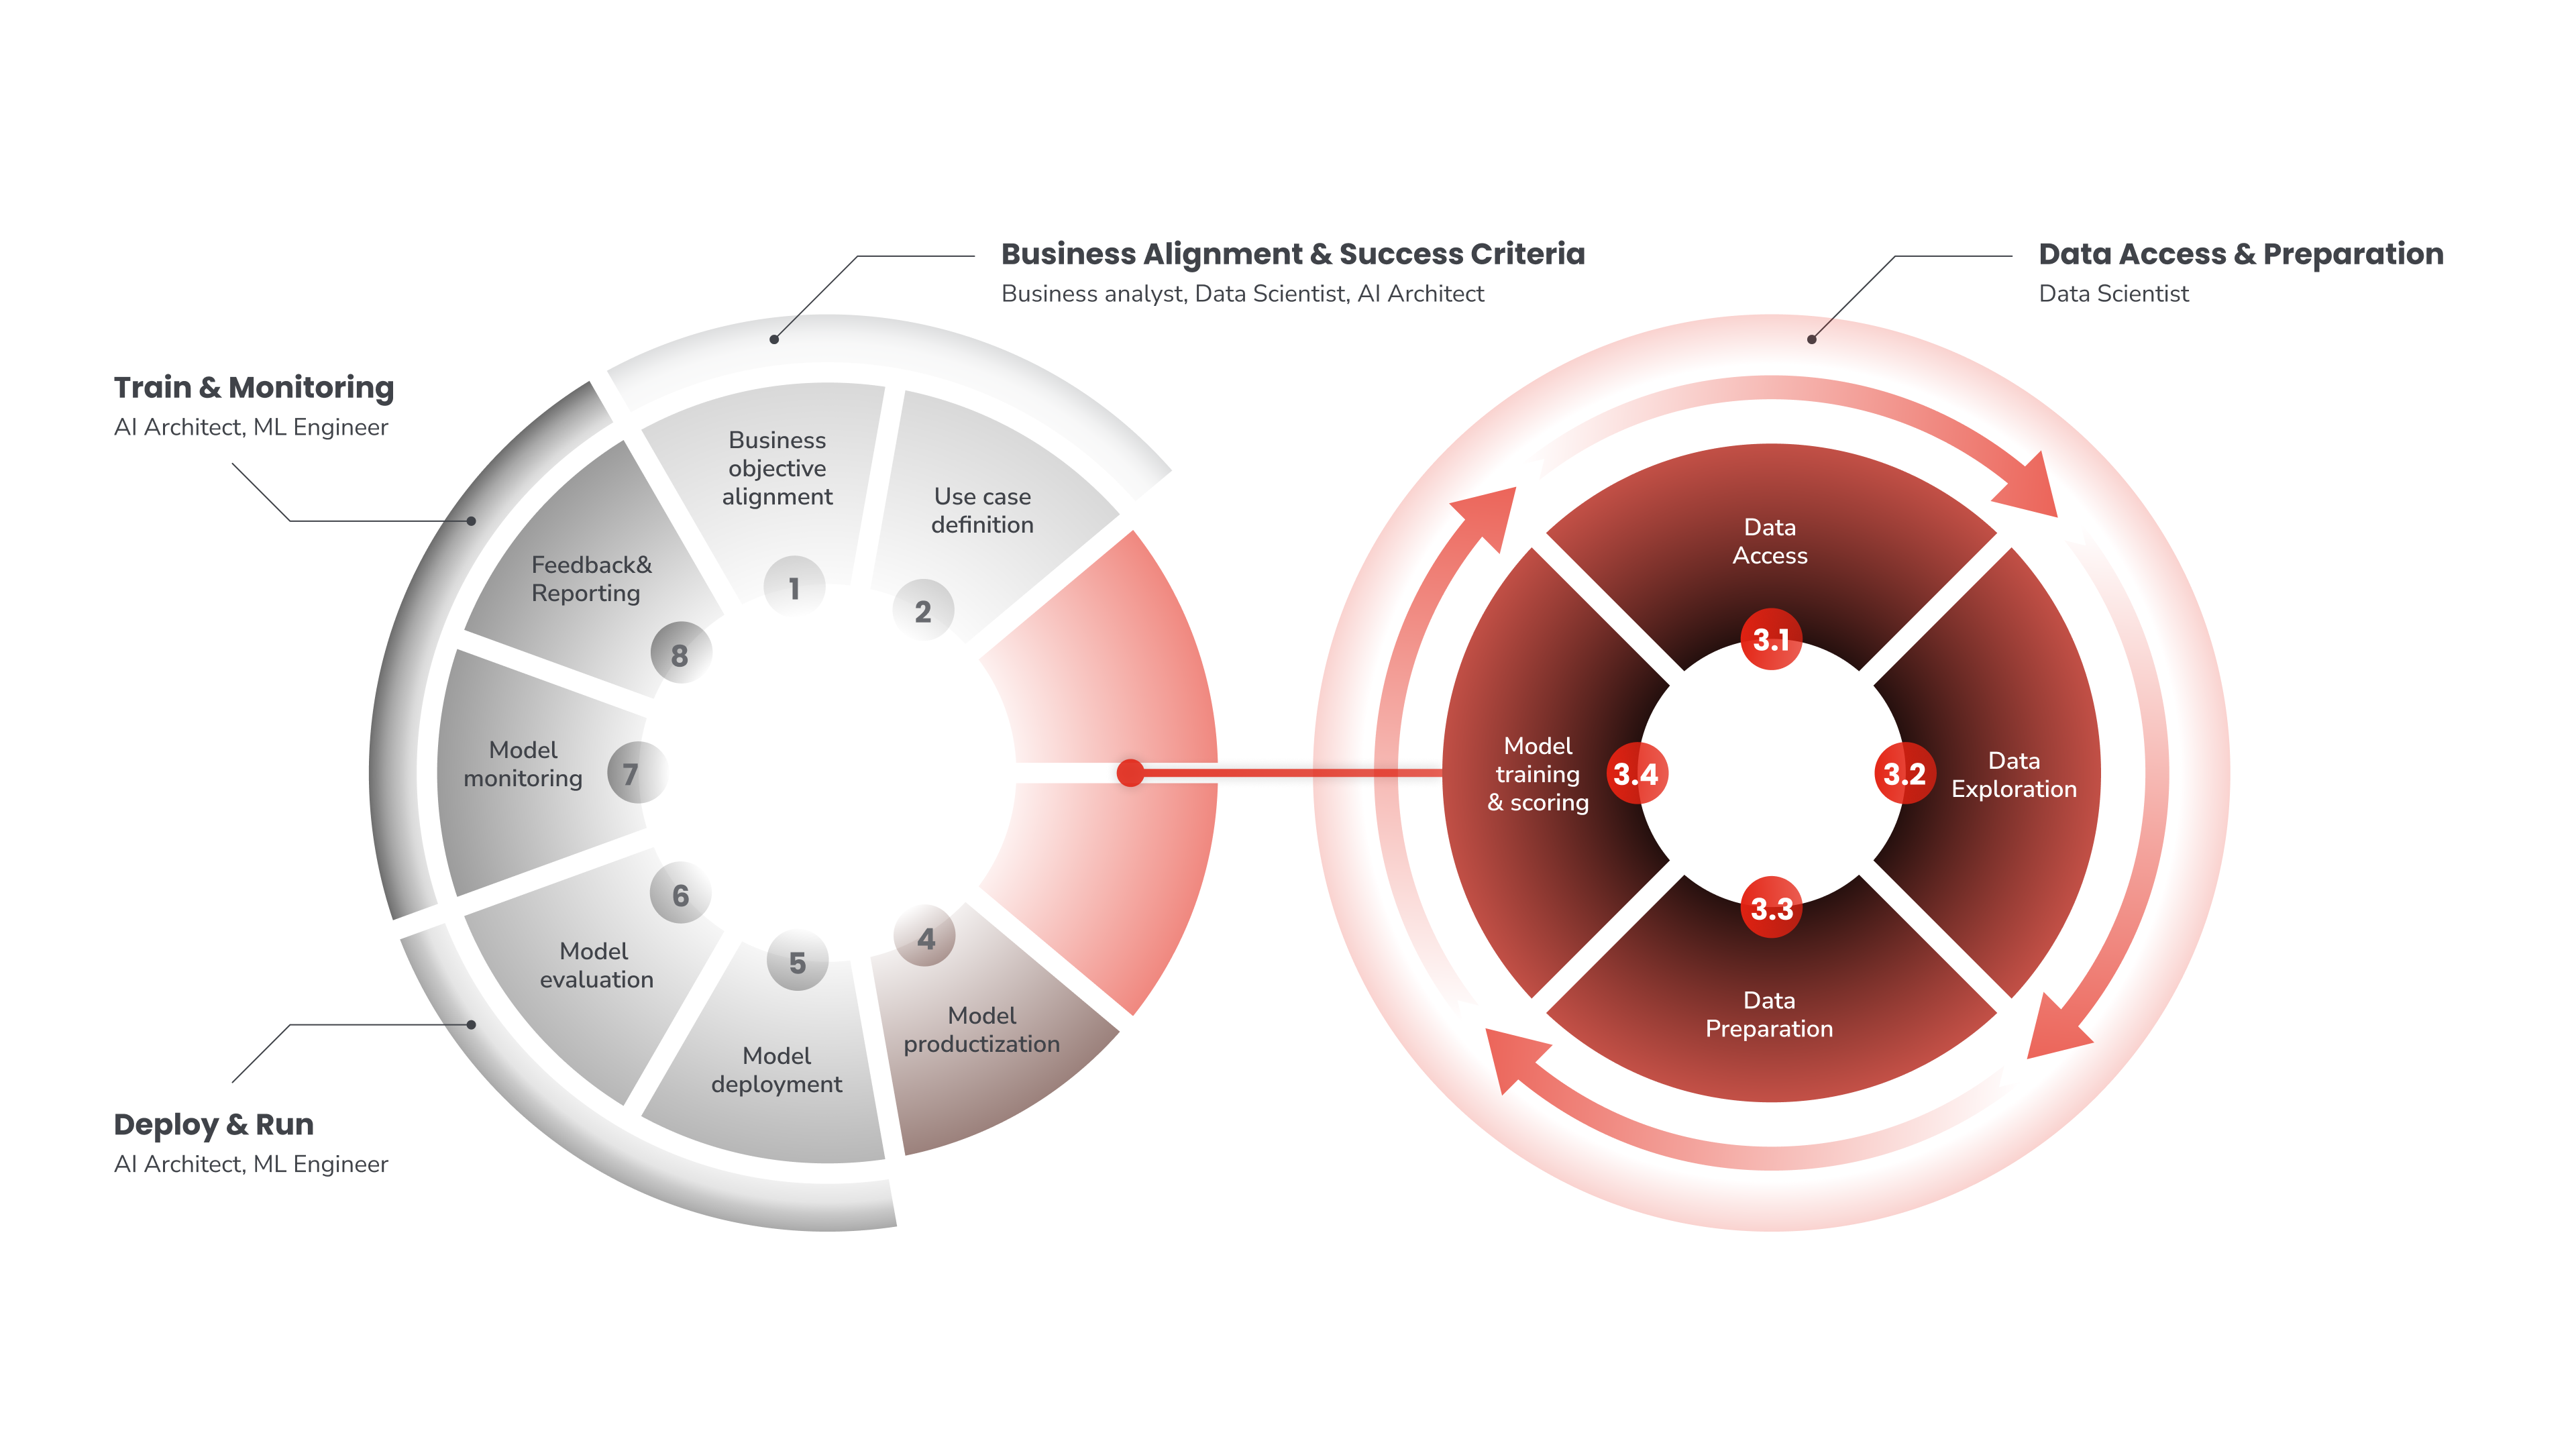 Business Alignment & Success Criteria
Business analyst, Data Scientist, AI Architect
Data Access & Preparation
Data Scientist
Train & Monitoring
AI Architect, ML Engineer
Business
objective
alignment
1
Use case
definition
2
Feedback&
Reporting
8
Model
monitoring
7
Model
evaluation
6
Model
deployment
5
Model
productization
4
Deploy & Run
AI Architect, ML Engineer
Data
Access
3.1
Data
Exploration
3.2
Data
Preparation
3.3
Model
training
& scoring
3.4